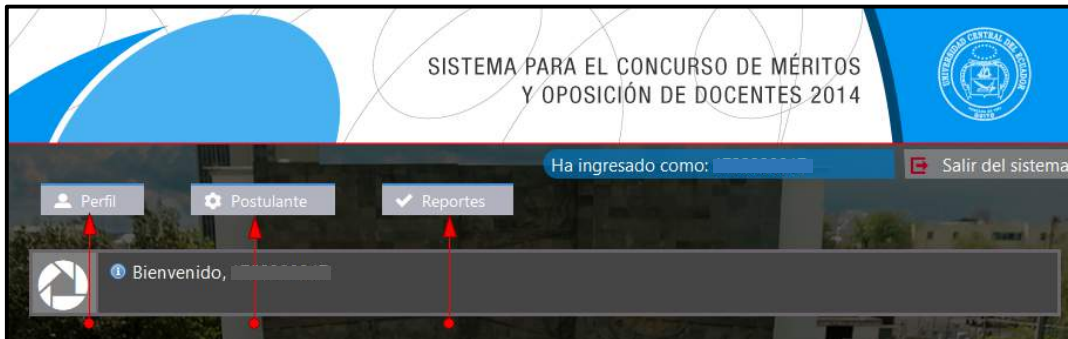 SISTEMA PARA EL CONCURSO DE MÉRITOS
Y OPOSICIÓN DE DOCENTES 2014
UNIVERSIDAD CENTRAL DEL ECUADOR
QUITO
Ha ingresado como:
Salir del sistema
Perfil
Postulante
Reportes
Bienvenido,